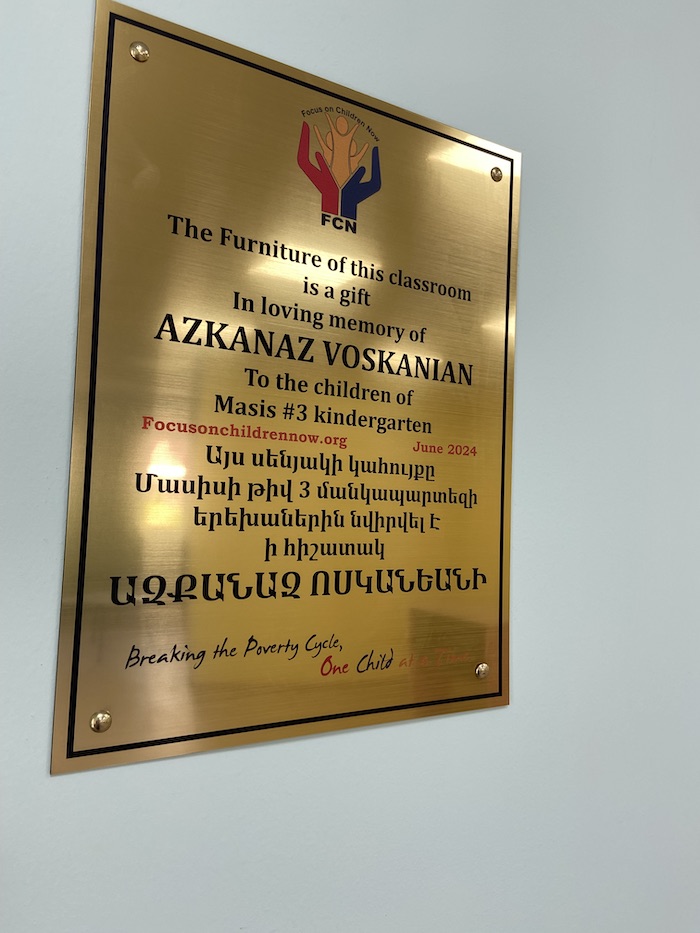 Focus on Children Now
FCN
The Furniture of this classroom
is a gift
In loving memory of
AZKANAZ VOSKANIAN
To the children of
Masis #3 kindergarten
Focusonchildrennow.org June 2024
Այս սենյակի կահույքը
Մասիսի թիվ 3 մանկապարտեզի
երեխաներին նվիրվել է
ի հիշատակ
ԱԶՔԱՆԱԶ ՈՍԿԱՆԵԱՆԻ
Breaking the Poverty Cycle,
One Child at a Time